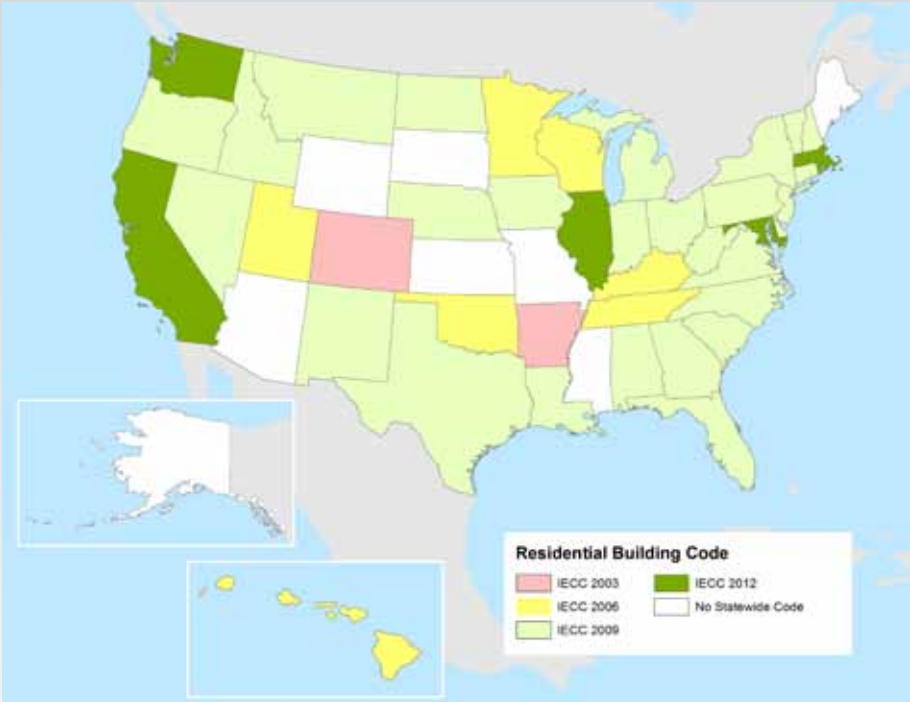 Residential Building Code
IECC 2003
IECC 2006
IECC 2009
IECC 2012
No Statewide Code